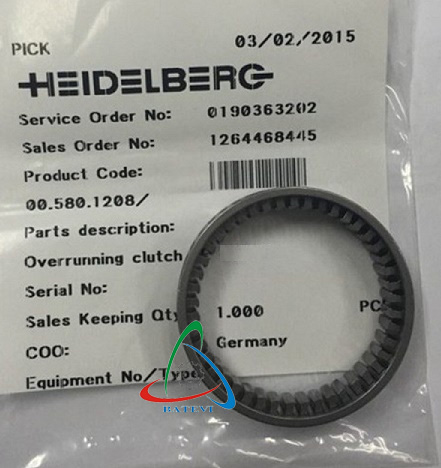 PICK 03/02/2015
HEIDELBERG
Service Order No: 0190363202
Sales Order No: 1264468445
Product Code:
00.580.1208/
Parts description:
Overrunning clutch
Serial No:
Sales Keeping Qty 1.000 PC
COO: Germany
Equipment No/Type
BATEVI